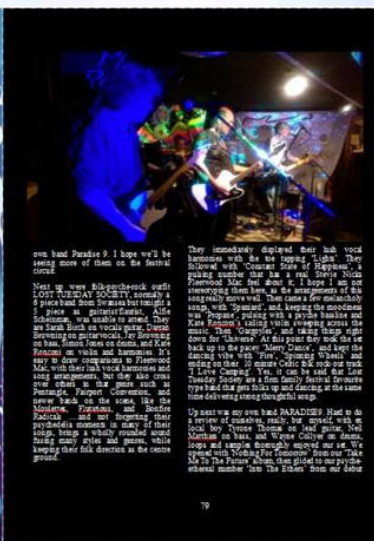 own band Paradise 9. I hope we'll be
seeing more of them on the festival
circuit.
Next up were folk-psych-rock outfit
LOST TUESDAY SOCIETY, normally a
5 piece band from Swansea but tonight a
5 piece as guitarist/flautist, Alfie
Scheinman, was unable to attend. They
are Sarah Birch on vocals/guitar, Darran
Browning on guitar/vocals, Jay Browning
on bass, Simon Jones on drums, and Kate
Ronconi on violin and harmonies. It's
easy to draw comparisons to Fleetwood
Mac, with their lush vocal harmonies and
song arrangements, but they also cross
over others in that genre such as
Pentangle, Fairport Convention, and
newer bands on the scene, like the
and Bonfire
Radicals and not forgetting their
psychedelia moments in many of their
songs, brings a wholly rounded sound
fusing many styles and genres, while
keeping their folk direction as the centre
ground.
They immediately displayed their lush vocal
harmonies with the toe tapping 'Lights'. They
followed with 'Constant State of Happiness', a
pulsing number that has a real Stevie Nicks
Fleetwood Mac feel about it; I hope I am not
stereotyping them here, as the arrangements of this
song really move well. Then came a few melancholy
songs, with 'Spaniard', and, keeping the moodiness
was 'Propane', pulsing with a psyche baseline and
Kate Ronconi's sailing violin sweeping across the
music. Then 'Gargoyles', and taking things right
down for 'Universe'. At this point they took the set
back up to the pacey 'Merry Dance', and kept the
dancing vibe with 'Fire', 'Spinning Wheels' and
ending on their 10 minute Celtic folk rock-out track
'I Love Camping'. Yes, it can be said that Lost
Tuesday Society are a firm family festival favourite
type band that gets folks up and dancing, at the same
time delivering strong thoughtful songs.
Up next was my own band PARADISE9. Hard to do
a review of ourselves, really, but myself, with ex
local boy Tyrone Thomas on lead guitar, Neil
Matthars on bass, and Wayne Collyer on drums,
loops and samples thoroughly enjoyed our set. We
opened with 'Nothing For Tomorrow' from our 'Take
Me To The Future' album, then glided to our psyche-
ethereal number 'Into The Ethers' from our debut
79